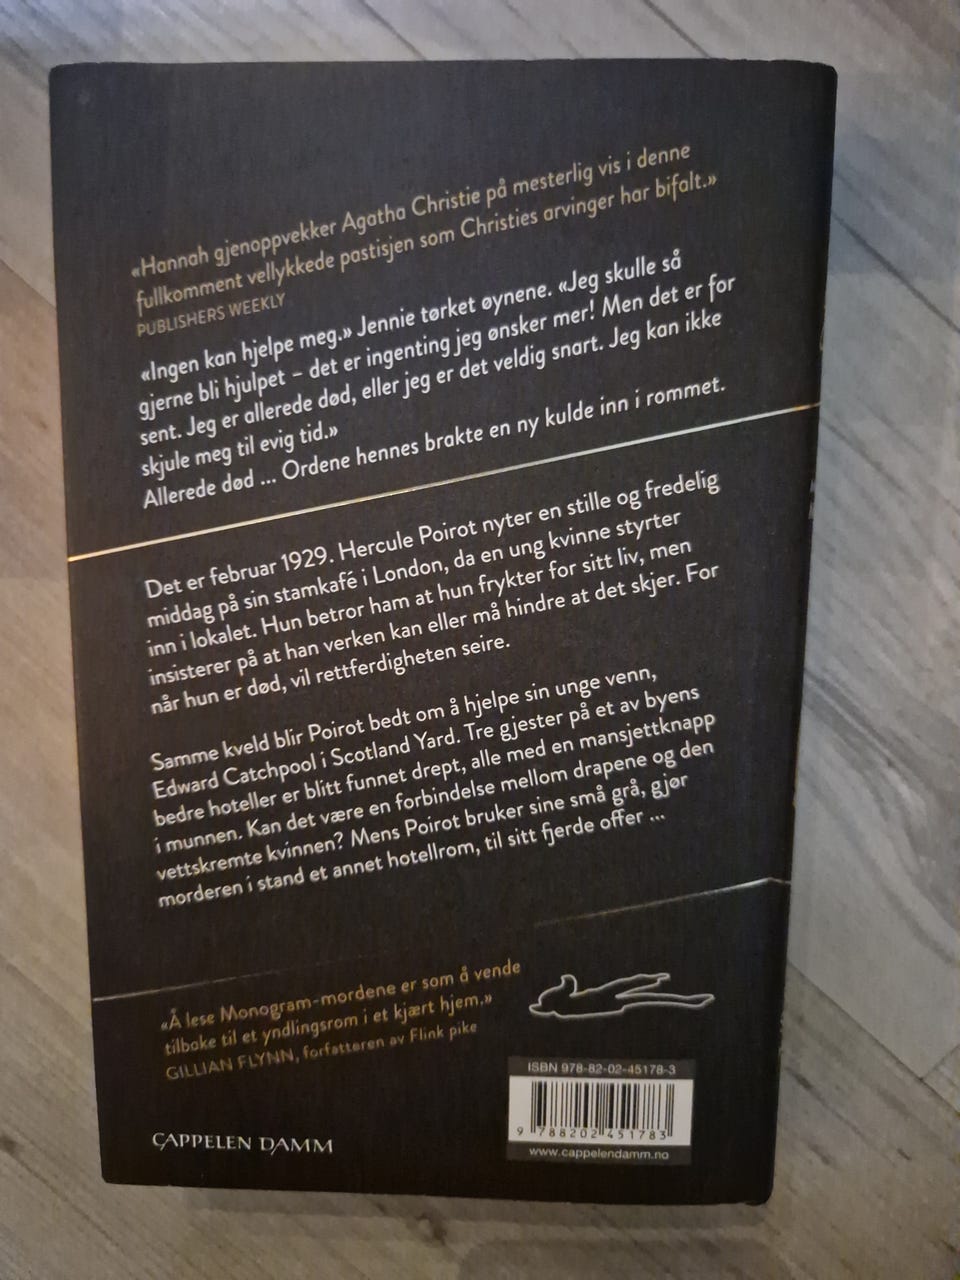 «Hannah gjenoppvekker Agatha Christie på mesterlig vis i denne
fullkomment vellykkede pastisjen som Christies arvinger har bifalt.»
PUBLISHERS WEEKLY
«Ingen kan hjelpe meg.» Jennie tørket øynene. «Jeg skulle så
gjerne bli hjulpet – det er ingenting jeg ønsker mer! Men det er for
sent. Jeg er allerede død, eller jeg er det veldig snart. Jeg kan ikke
skjule meg til evig tid.»
Allerede død ... Ordene hennes brakte en ny kulde inn i rommet.
Det er februar 1929. Hercule Poirot nyter en stille og fredelig
middag på sin stamkafé i London, da en ung kvinne styrter
inn i lokalet. Hun betror ham at hun frykter for sitt liv, men
insisterer på at han verken kan eller må hindre at det skjer. For
når hun er død, vil rettferdigheten seire.
Samme kveld blir Poirot bedt om å hjelpe sin unge venn,
Edward Catchpool i Scotland Yard. Tre gjester på et av byens
bedre hoteller er blitt funnet drept, alle med en mansjettknapp
i munnen. Kan det være en forbindelse mellom drapene og den
vettskremte kvinnen? Mens Poirot bruker sine små grå, gjør
morderen i stand et annet hotellrom, til sitt fjerde offer ...
«Å lese Monogram-mordene er som å vende
tilbake til et yndlingsrom i et kjært hjem.»
GILLIAN FLYNN, forfatteren av Flink pike
ISBN 978-82-02-45178-3
9 788202 451783
www.cappelendamm.no
CAPPELEN DAMM